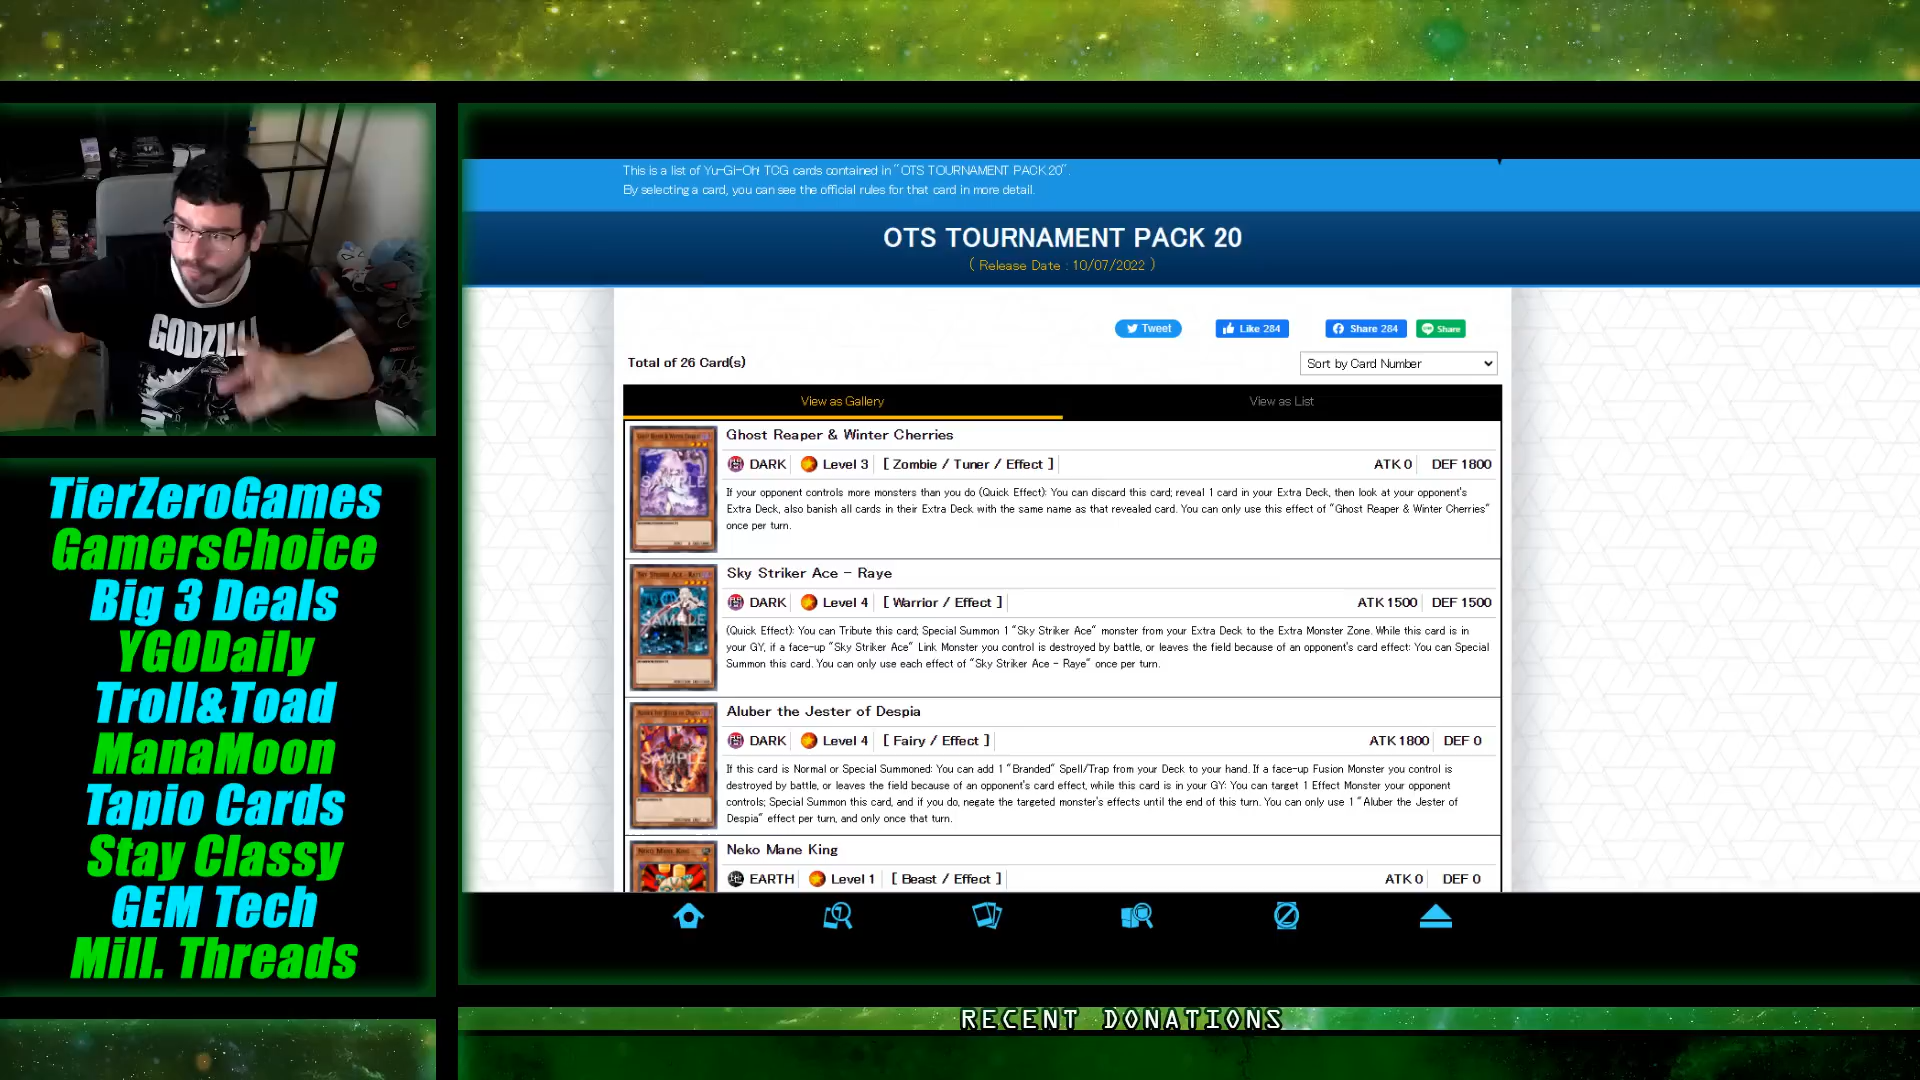 This is a list of Yu-Gi-Oh! TCG cards contained in "OTS TOURNAMENT PACK 20".
By selecting a card, you can see the official rules for that card in more detail.
OTS TOURNAMENT PACK 20
( Release Date : 10/07/2022 )
Tweet
Like 284
Share 284
Share
Total of 26 Card(s)
Sort by Card Number
View as Gallery
View as List
Ghost Reaper & Winter Cherries
DARK Level 3 [ Zombie / Tuner / Effect ] ATK 0 DEF 1800
If your opponent controls more monsters than you do (Quick Effect): You can discard this card; reveal 1 card in your Extra Deck, then look at your opponent's
Extra Deck, also banish all cards in their Extra Deck with the same name as that revealed card. You can only use this effect of "Ghost Reaper & Winter Cherries"
once per turn.
SAMPLE
Sky Striker Ace - Raye
DARK Level 4 [ Warrior / Effect ] ATK 1500 DEF 1500
(Quick Effect): You can Tribute this card; Special Summon 1 "Sky Striker Ace" monster from your Extra Deck to the Extra Monster Zone. While this card is in
your GY, if a face-up "Sky Striker Ace" Link Monster you control is destroyed by battle, or leaves the field because of an opponent's card effect: You can Special
Summon this card. You can only use each effect of "Sky Striker Ace - Raye" once per turn.
SAMPLE
Aluber the Jester of Despia
DARK Level 4 [ Fairy / Effect ] ATK 1800 DEF 0
If this card is Normal or Special Summoned: You can add 1 "Branded" Spell/Trap from your Deck to your hand. If a face-up Fusion Monster you control is
destroyed by battle, or leaves the field because of an opponent's card effect, while this card is in your GY: You can target 1 Effect Monster your opponent
controls; Special Summon this card, and if you do, negate the targeted monster's effects until the end of this turn. You can only use 1 "Aluber the Jester of
Despia" effect per turn, and only once that turn.
SAMPLE
Neko Mane King
NEKO MANE KING
EARTH Level 1 [ Beast / Effect ] ATK 0 DEF 0
GODZILL
TierZeroGames
GamersChoice
Big 3 Deals
YGODaily
Troll&Toad
ManaMoon
Tapio Cards
Stay Classy
GEM Tech
Mill. Threads
RECENT DONATIONS